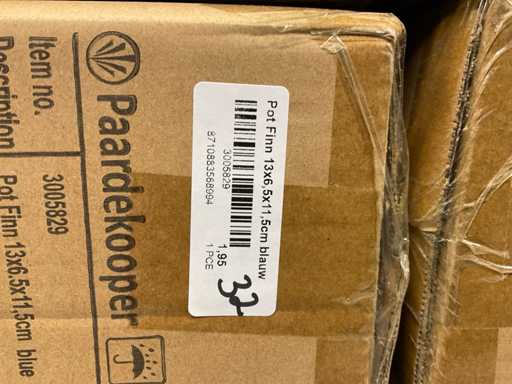 Paardekooper
Item no. 3005829
Description Pot Finn 13x6.5x11,5cm blue
Pot Finn 13x6,5x11,5cm blauw
3005829
8710883568994
1,95
1 PCE
32